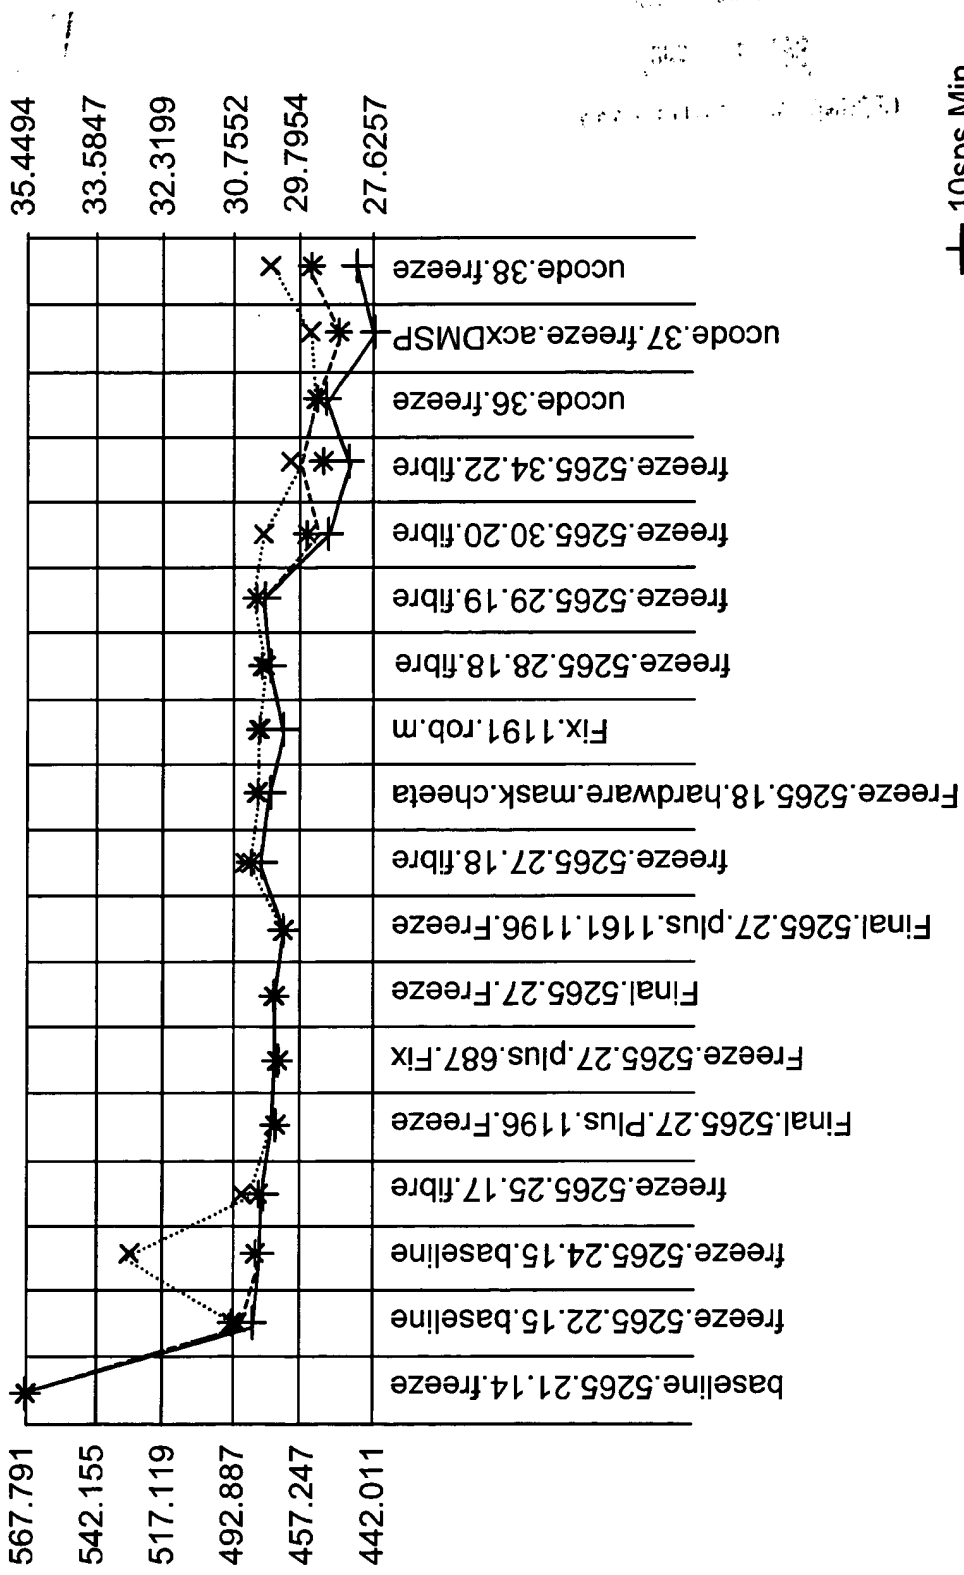 35.4494
33.5847
32.3199
30.7552
29.7954
27.6257
567.791
542.155
517.119
492.887
457.247
442.011
baseline.5265.21.14.freeze
freeze.5265.22.15.baseline
freeze.5265.24.15.baseline
freeze.5265.25.17.fibre
Final.5265.27.Plus.1196.Freeze
Freeze.5265.27.plus.687.Fix
Final.5265.27.Freeze
Final.5265.27.plus.1161.1196.Freeze
freeze.5265.27.18.fibre
Freeze.5265.18.hardware.mask.cheeta
Fix.1191.rob.m
freeze.5265.28.18.fibre
freeze.5265.29.19.fibre
freeze.5265.30.20.fibre
freeze.5265.34.22.fibre
ucode.36.freeze
ucode.37.freeze.acxDMSP
ucode.38.freeze
10sps Min